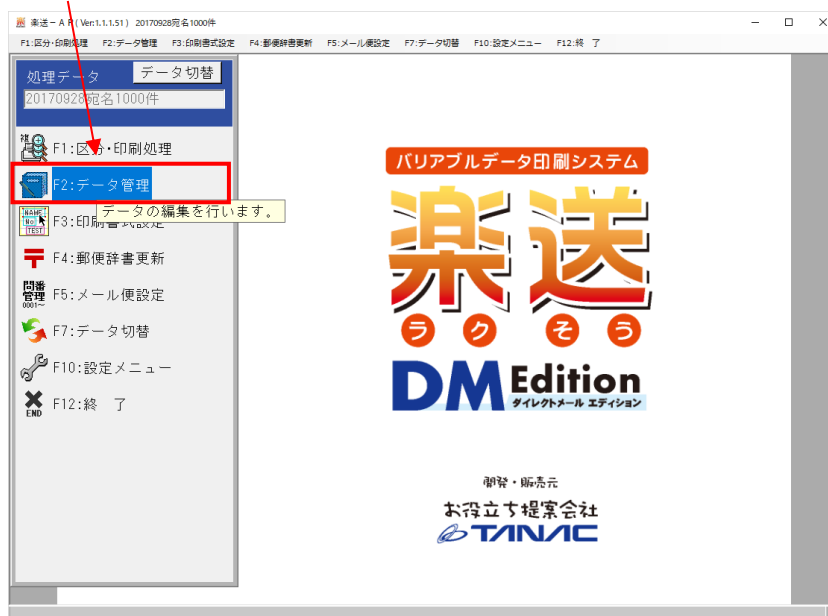 楽送-ＡＰ(Ver:1.1.1.51) 20170928宛名1000件
F1:区分・印刷処理 F2:データ管理 F3:印刷書式設定 F4:郵便辞書更新 F5:メール便設定 F7:データ切替 F10:設定メニュー F12:終 了
処理データ データ切替
20170928宛名1000件
F1:区分・印刷処理
F2:データ管理
データの編集を行います。
NAME
No.
TEST
F3:印刷書式設定
F4:郵便辞書更新
問番
管理
0001~
F5:メール便設定
F7:データ切替
F10:設定メニュー
END
F12:終 了
バリアブルデータ印刷システム
楽送
ラクそう
DM Edition
ダイレクトメール エディション
開発・販売元
お役立ち提案会社
TANAC